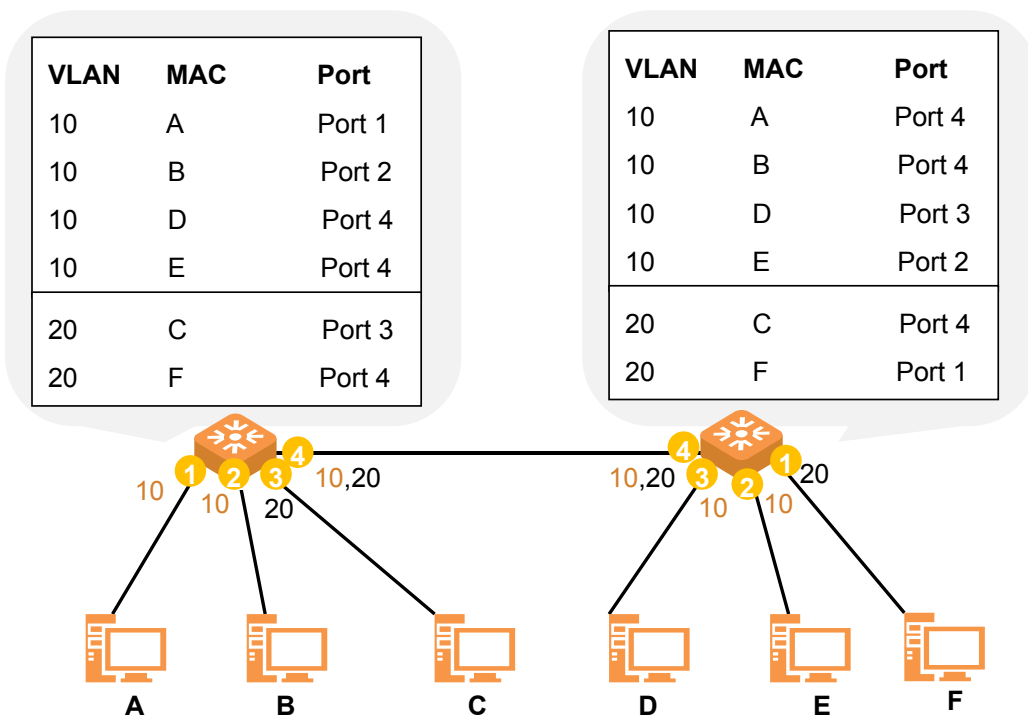 VLAN MAC Port
10 A Port 1
10 B Port 2
10 D Port 4
10 E Port 4
20 C Port 3
20 F Port 4
VLAN MAC Port
10 A Port 4
10 B Port 4
10 D Port 3
10 E Port 2
20 C Port 4
20 F Port 1
1 2 3 4
10 10 20 10,20
4 3 2 1
10,20 10 10 20
A B C D E F